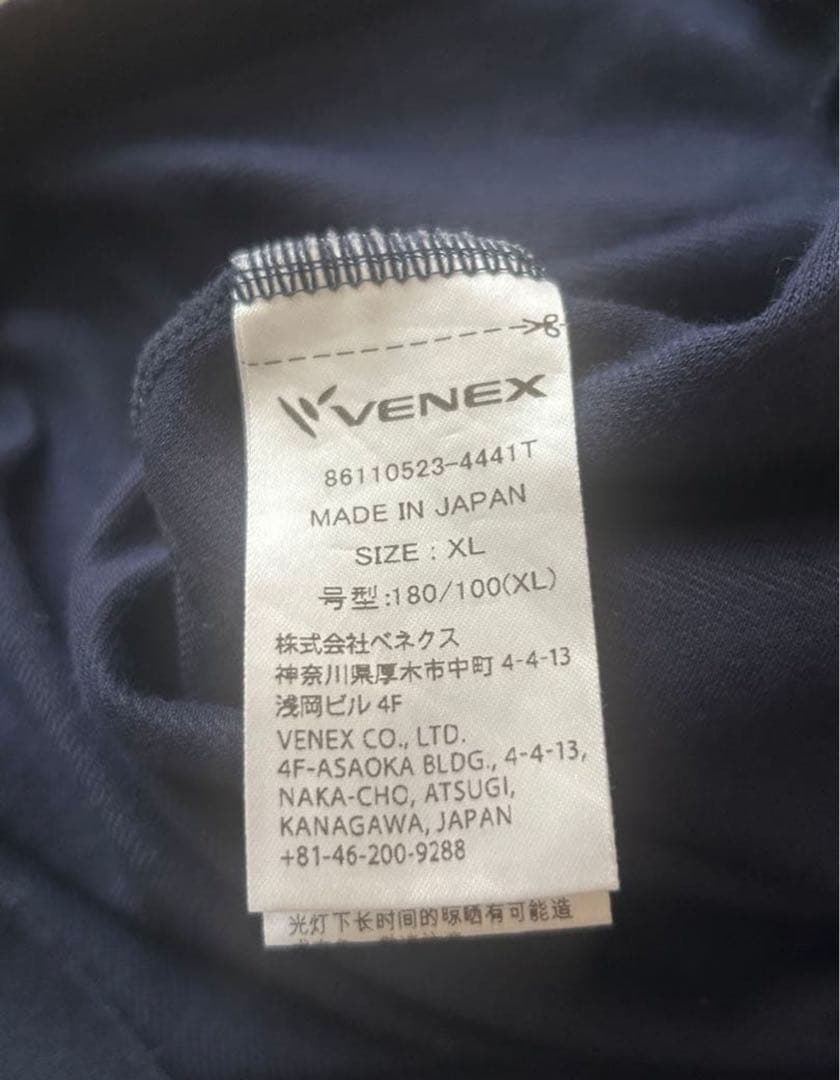 VENEX
86110523-4441T
MADE IN JAPAN
SIZE : XL
号型:180/100(XL)
株式会社ベネクス
神奈川県厚木市中町 4-4-13
浅岡ビル 4F
VENEX CO., LTD.
4F-ASAOKA BLDG., 4-4-13,
NAKA-CHO, ATSUGI,
KANAGAWA, JAPAN
+81-46-200-9288
光灯下长时间的晾晒有可能造